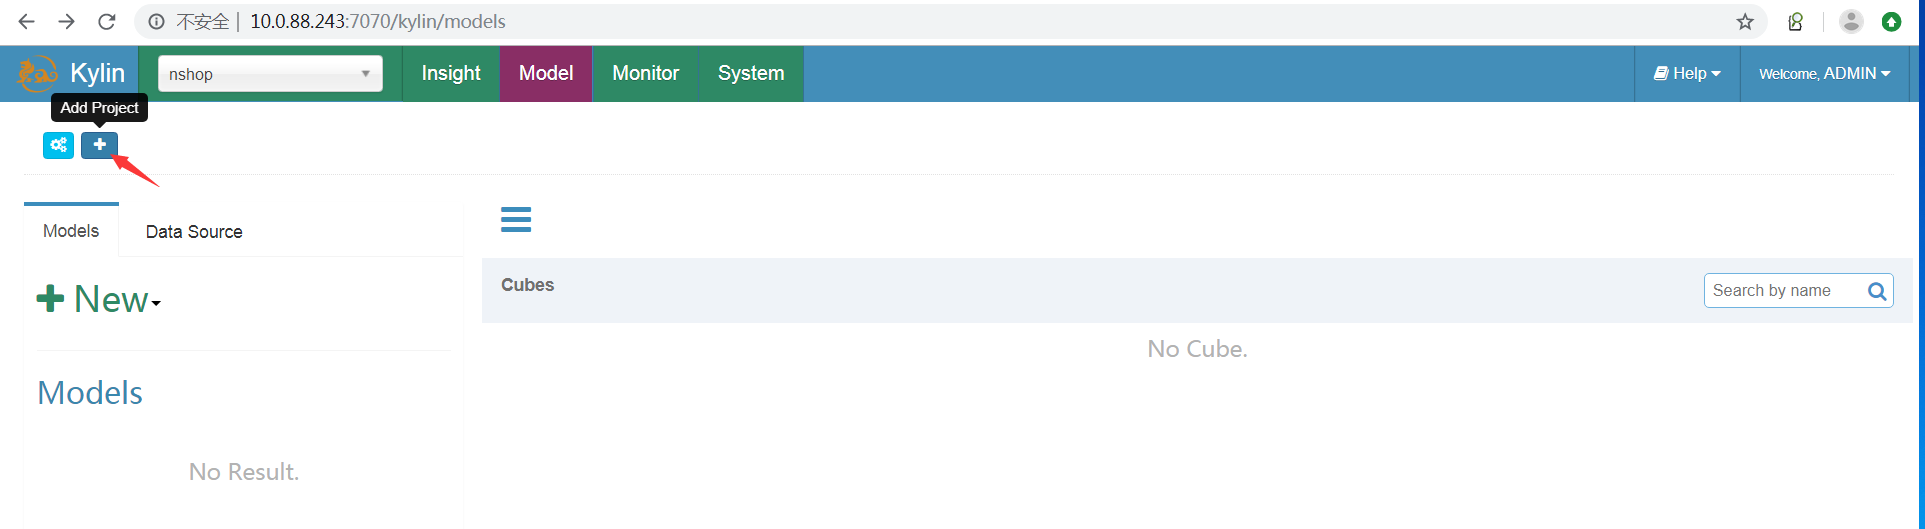 不安全 | 10.0.88.243:7070/kylin/models
Kylin nshop Insight Model Monitor System Help Welcome, ADMIN
Add Project
Models Data Source
New
Cubes Search by name
No Cube.
Models
No Result.